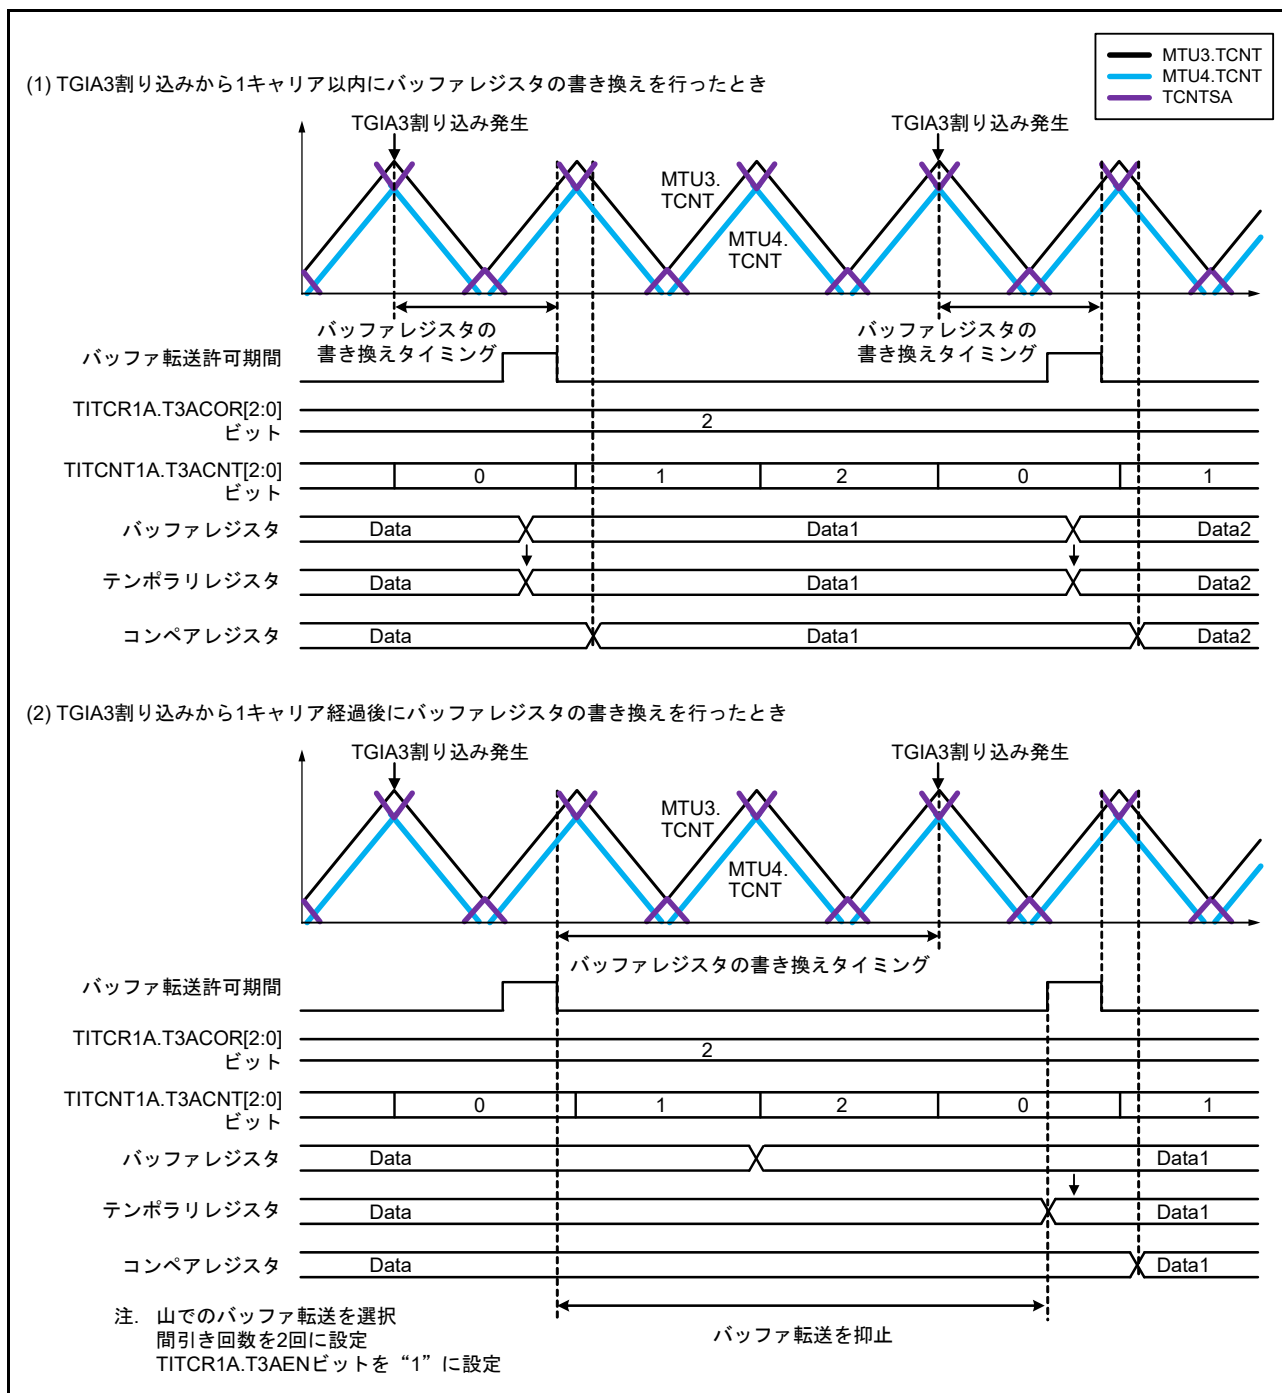 MTU3.TCNT
MTU4.TCNT
TCNTSA
(1) TGIA3割り込みから1キャリア以内にバッファレジスタの書き換えを行ったとき
TGIA3割り込み発生
TGIA3割り込み発生
MTU3.
TCNT
MTU4.
TCNT
バッファレジスタの
書き換えタイミング
バッファレジスタの
書き換えタイミング
バッファ転送許可期間
TITCR1A.T3ACOR[2:0]
ビット
2
TITCNT1A.T3ACNT[2:0]
ビット
0
1
2
0
1
バッファレジスタ
Data
Data1
Data2
テンポラリレジスタ
Data
Data1
Data2
コンペアレジスタ
Data
Data1
Data2
(2) TGIA3割り込みから1キャリア経過後にバッファレジスタの書き換えを行ったとき
TGIA3割り込み発生
TGIA3割り込み発生
MTU3.
TCNT
MTU4.
TCNT
バッファレジスタの書き換えタイミング
バッファ転送許可期間
TITCR1A.T3ACOR[2:0]
ビット
2
TITCNT1A.T3ACNT[2:0]
ビット
0
1
2
0
1
バッファレジスタ
Data
Data1
テンポラリレジスタ
Data
Data1
コンペアレジスタ
Data
Data1
バッファ転送を抑止
注. 山でのバッファ転送を選択
間引き回数を2回に設定
TITCR1A.T3AENビットを“1”に設定